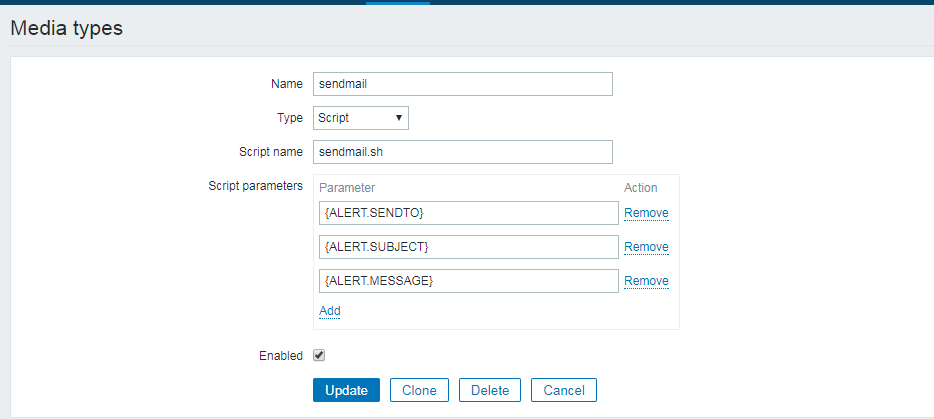 Media types
Name sendmail
Type Script
Script name sendmail.sh
Script parameters Parameter Action
{ALERT.SENDTO} Remove
{ALERT.SUBJECT} Remove
{ALERT.MESSAGE} Remove
Add
Enabled
Update Clone Delete Cancel